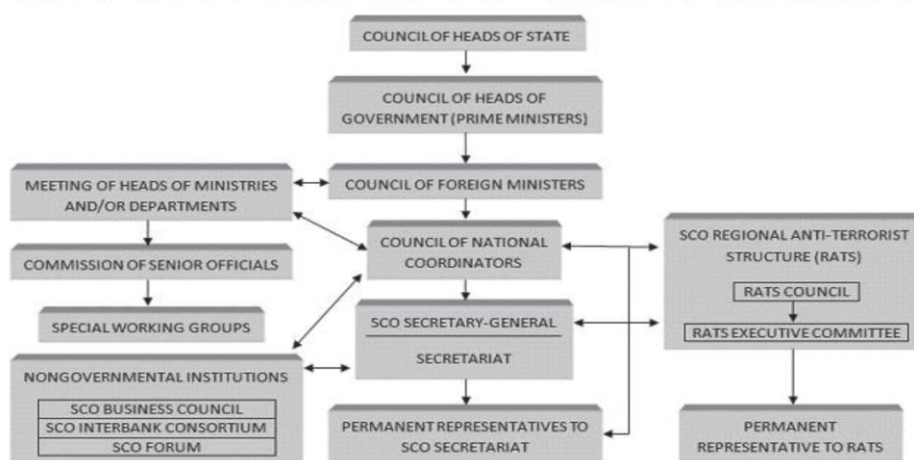 COUNCIL OF HEADS OF STATE
COUNCIL OF HEADS OF
GOVERNMENT (PRIME MINISTERS)
MEETING OF HEADS OF MINISTRIES
AND/OR DEPARTMENTS
COUNCIL OF FOREIGN MINISTERS
COUNCIL OF NATIONAL
COORDINATORS
SCO REGIONAL ANTI-TERRORIST
STRUCTURE (RATS)
RATS COUNCIL
RATS EXECUTIVE COMMITTEE
COMMISSION OF SENIOR OFFICIALS
SPECIAL WORKING GROUPS
SCO SECRETARY-GENERAL
SECRETARIAT
NONGOVERNMENTAL INSTITUTIONS
SCO BUSINESS COUNCIL
SCO INTERBANK CONSORTIUM
SCO FORUM
PERMANENT REPRESENTATIVES TO
SCO SECRETARIAT
PERMANENT
REPRESENTATIVE TO RATS